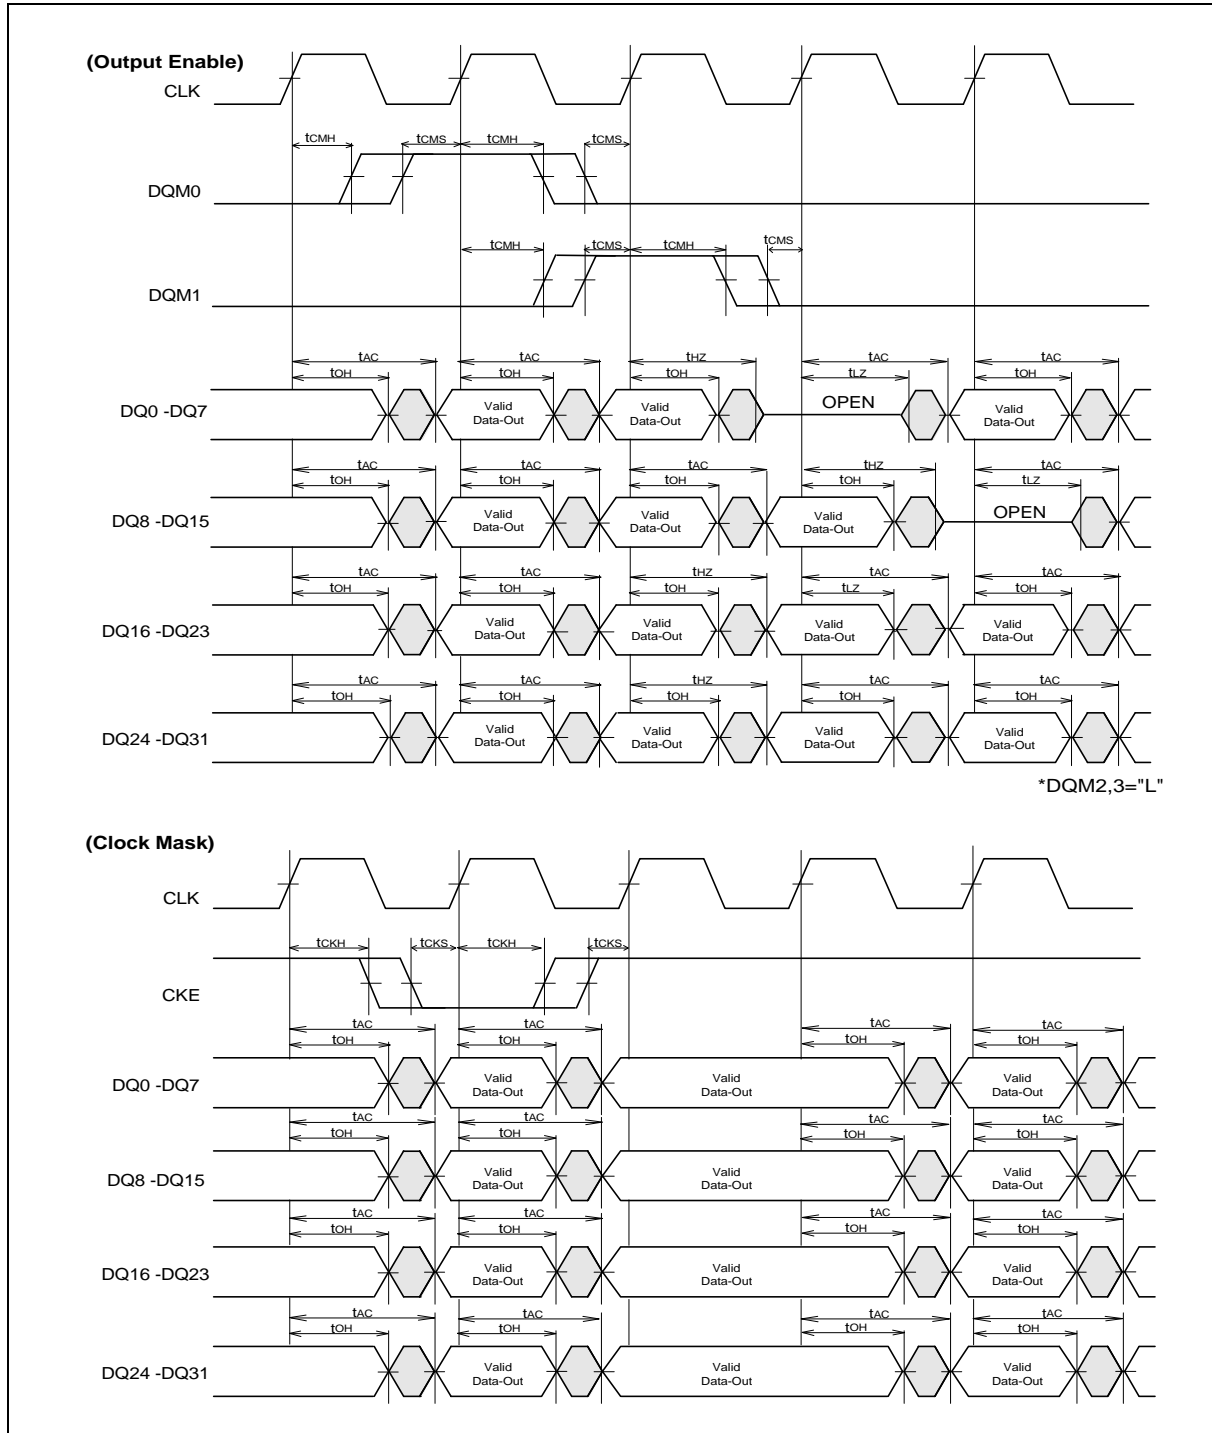 (Output Enable)
CLK
tCMH tCMS tCMH tCMS
DQM0
tCMH tCMS tCMH tCMS
DQM1
tAC tAC tHZ tAC tAC
tOH tOH tOH tLZ tOH
DQ0 -DQ7 Valid Data-Out Valid Data-Out OPEN Valid Data-Out
tAC tAC tAC tHZ tAC
tOH tOH tOH tOH tLZ
DQ8 -DQ15 Valid Data-Out Valid Data-Out Valid Data-Out OPEN
tAC tAC tHZ tAC tAC
tOH tOH tOH tLZ tOH
DQ16 -DQ23 Valid Data-Out Valid Data-Out Valid Data-Out Valid Data-Out
tAC tAC tHZ tAC tAC
tOH tOH tOH tOH tOH
DQ24 -DQ31 Valid Data-Out Valid Data-Out Valid Data-Out Valid Data-Out
*DQM2,3="L"
(Clock Mask)
CLK
tCKH tCKS tCKH tCKS
CKE
tAC tAC tAC tAC
tOH tOH tOH tOH
DQ0 -DQ7 Valid Data-Out Valid Data-Out Valid Data-Out
tAC tAC tAC tAC
tOH tOH tOH tOH
DQ8 -DQ15 Valid Data-Out Valid Data-Out Valid Data-Out
tAC tAC tAC tAC
tOH tOH tOH tOH
DQ16 -DQ23 Valid Data-Out Valid Data-Out Valid Data-Out
tAC tAC tAC tAC
tOH tOH tOH tOH
DQ24 -DQ31 Valid Data-Out Valid Data-Out Valid Data-Out